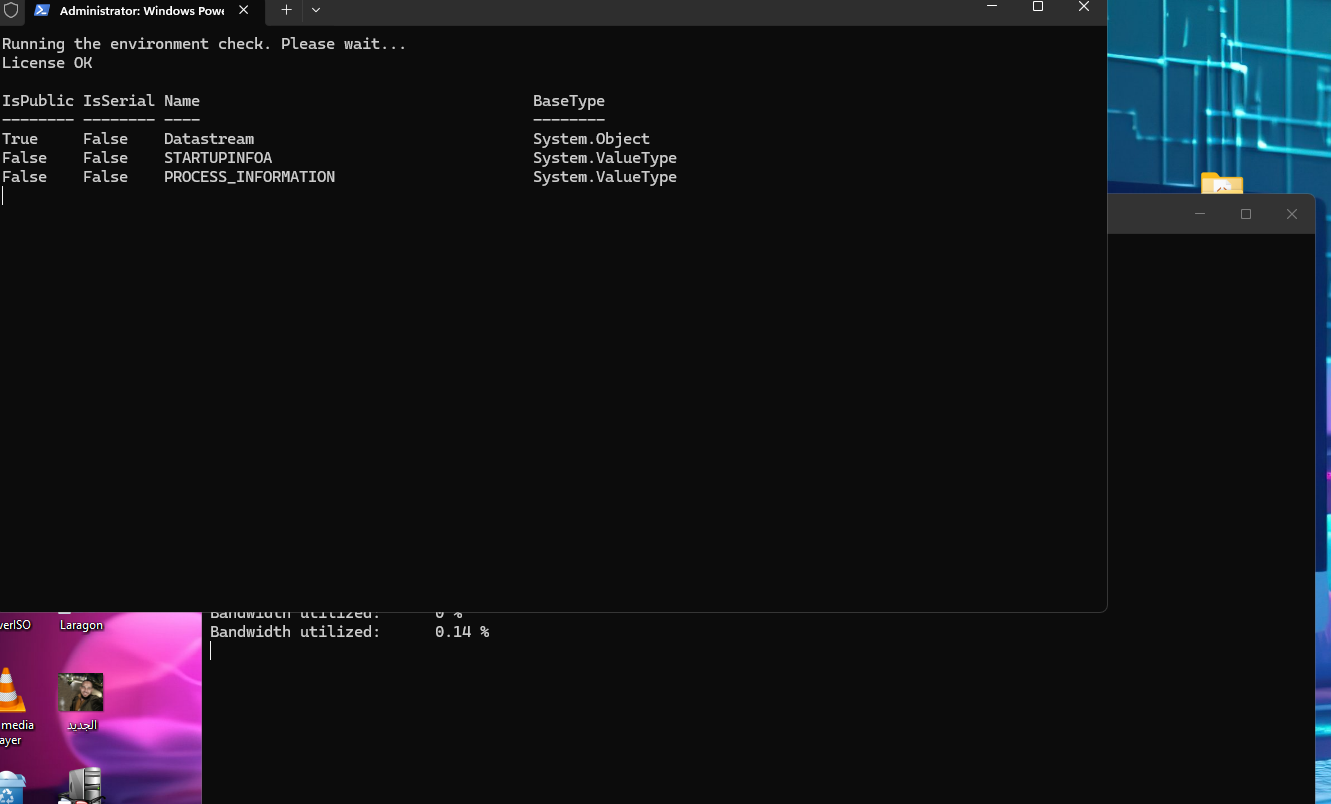 Administrator: Windows Powe
Running the environment check. Please wait...
License OK
IsPublic IsSerial Name BaseType
-------- -------- ---- --------
True False Datastream System.Object
False False STARTUPINFOA System.ValueType
False False PROCESS_INFORMATION System.ValueType
Bandwidth utilized: 0 %
Bandwidth utilized: 0.14 %
verISO
Laragon
media
ayer
الجديد